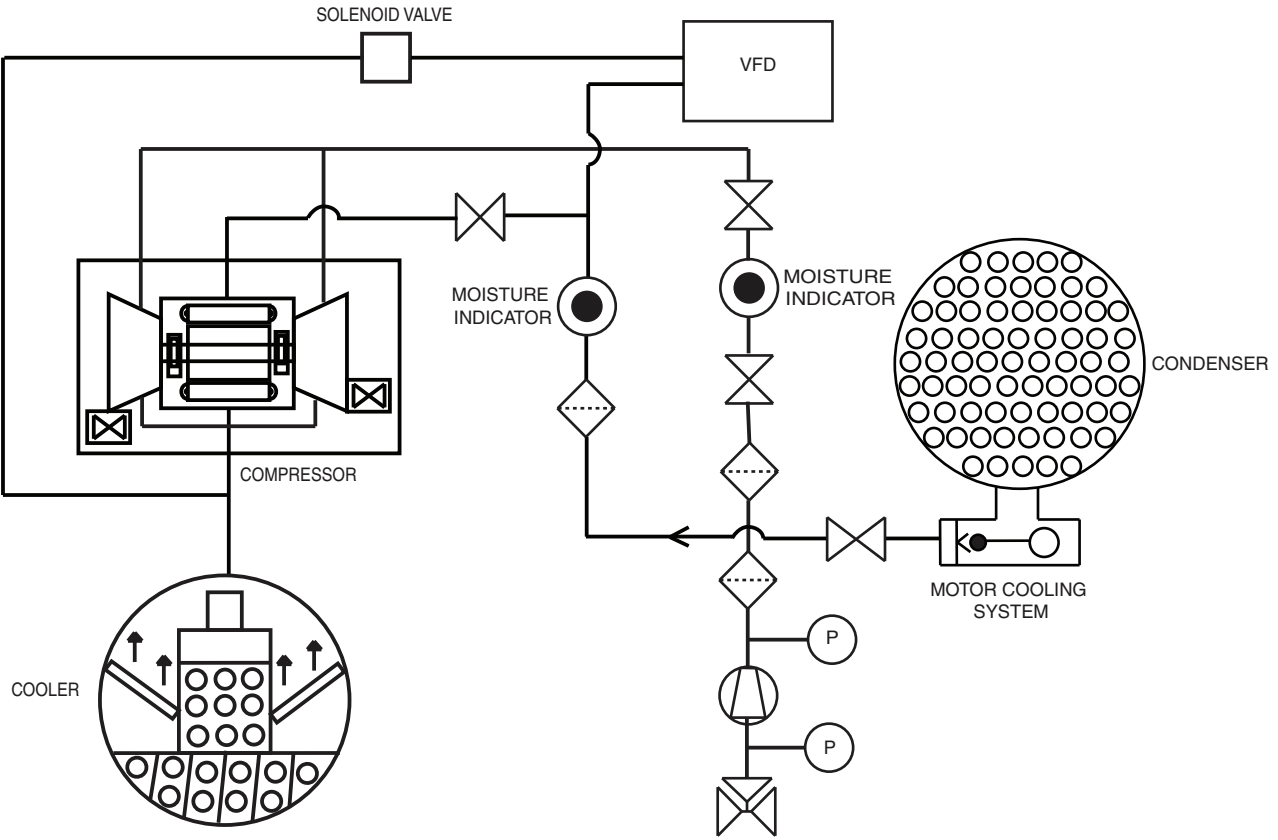 SOLENOID VALVE
VFD
MOISTURE
INDICATOR
MOISTURE
INDICATOR
CONDENSER
COMPRESSOR
MOTOR COOLING
SYSTEM
P
COOLER
P